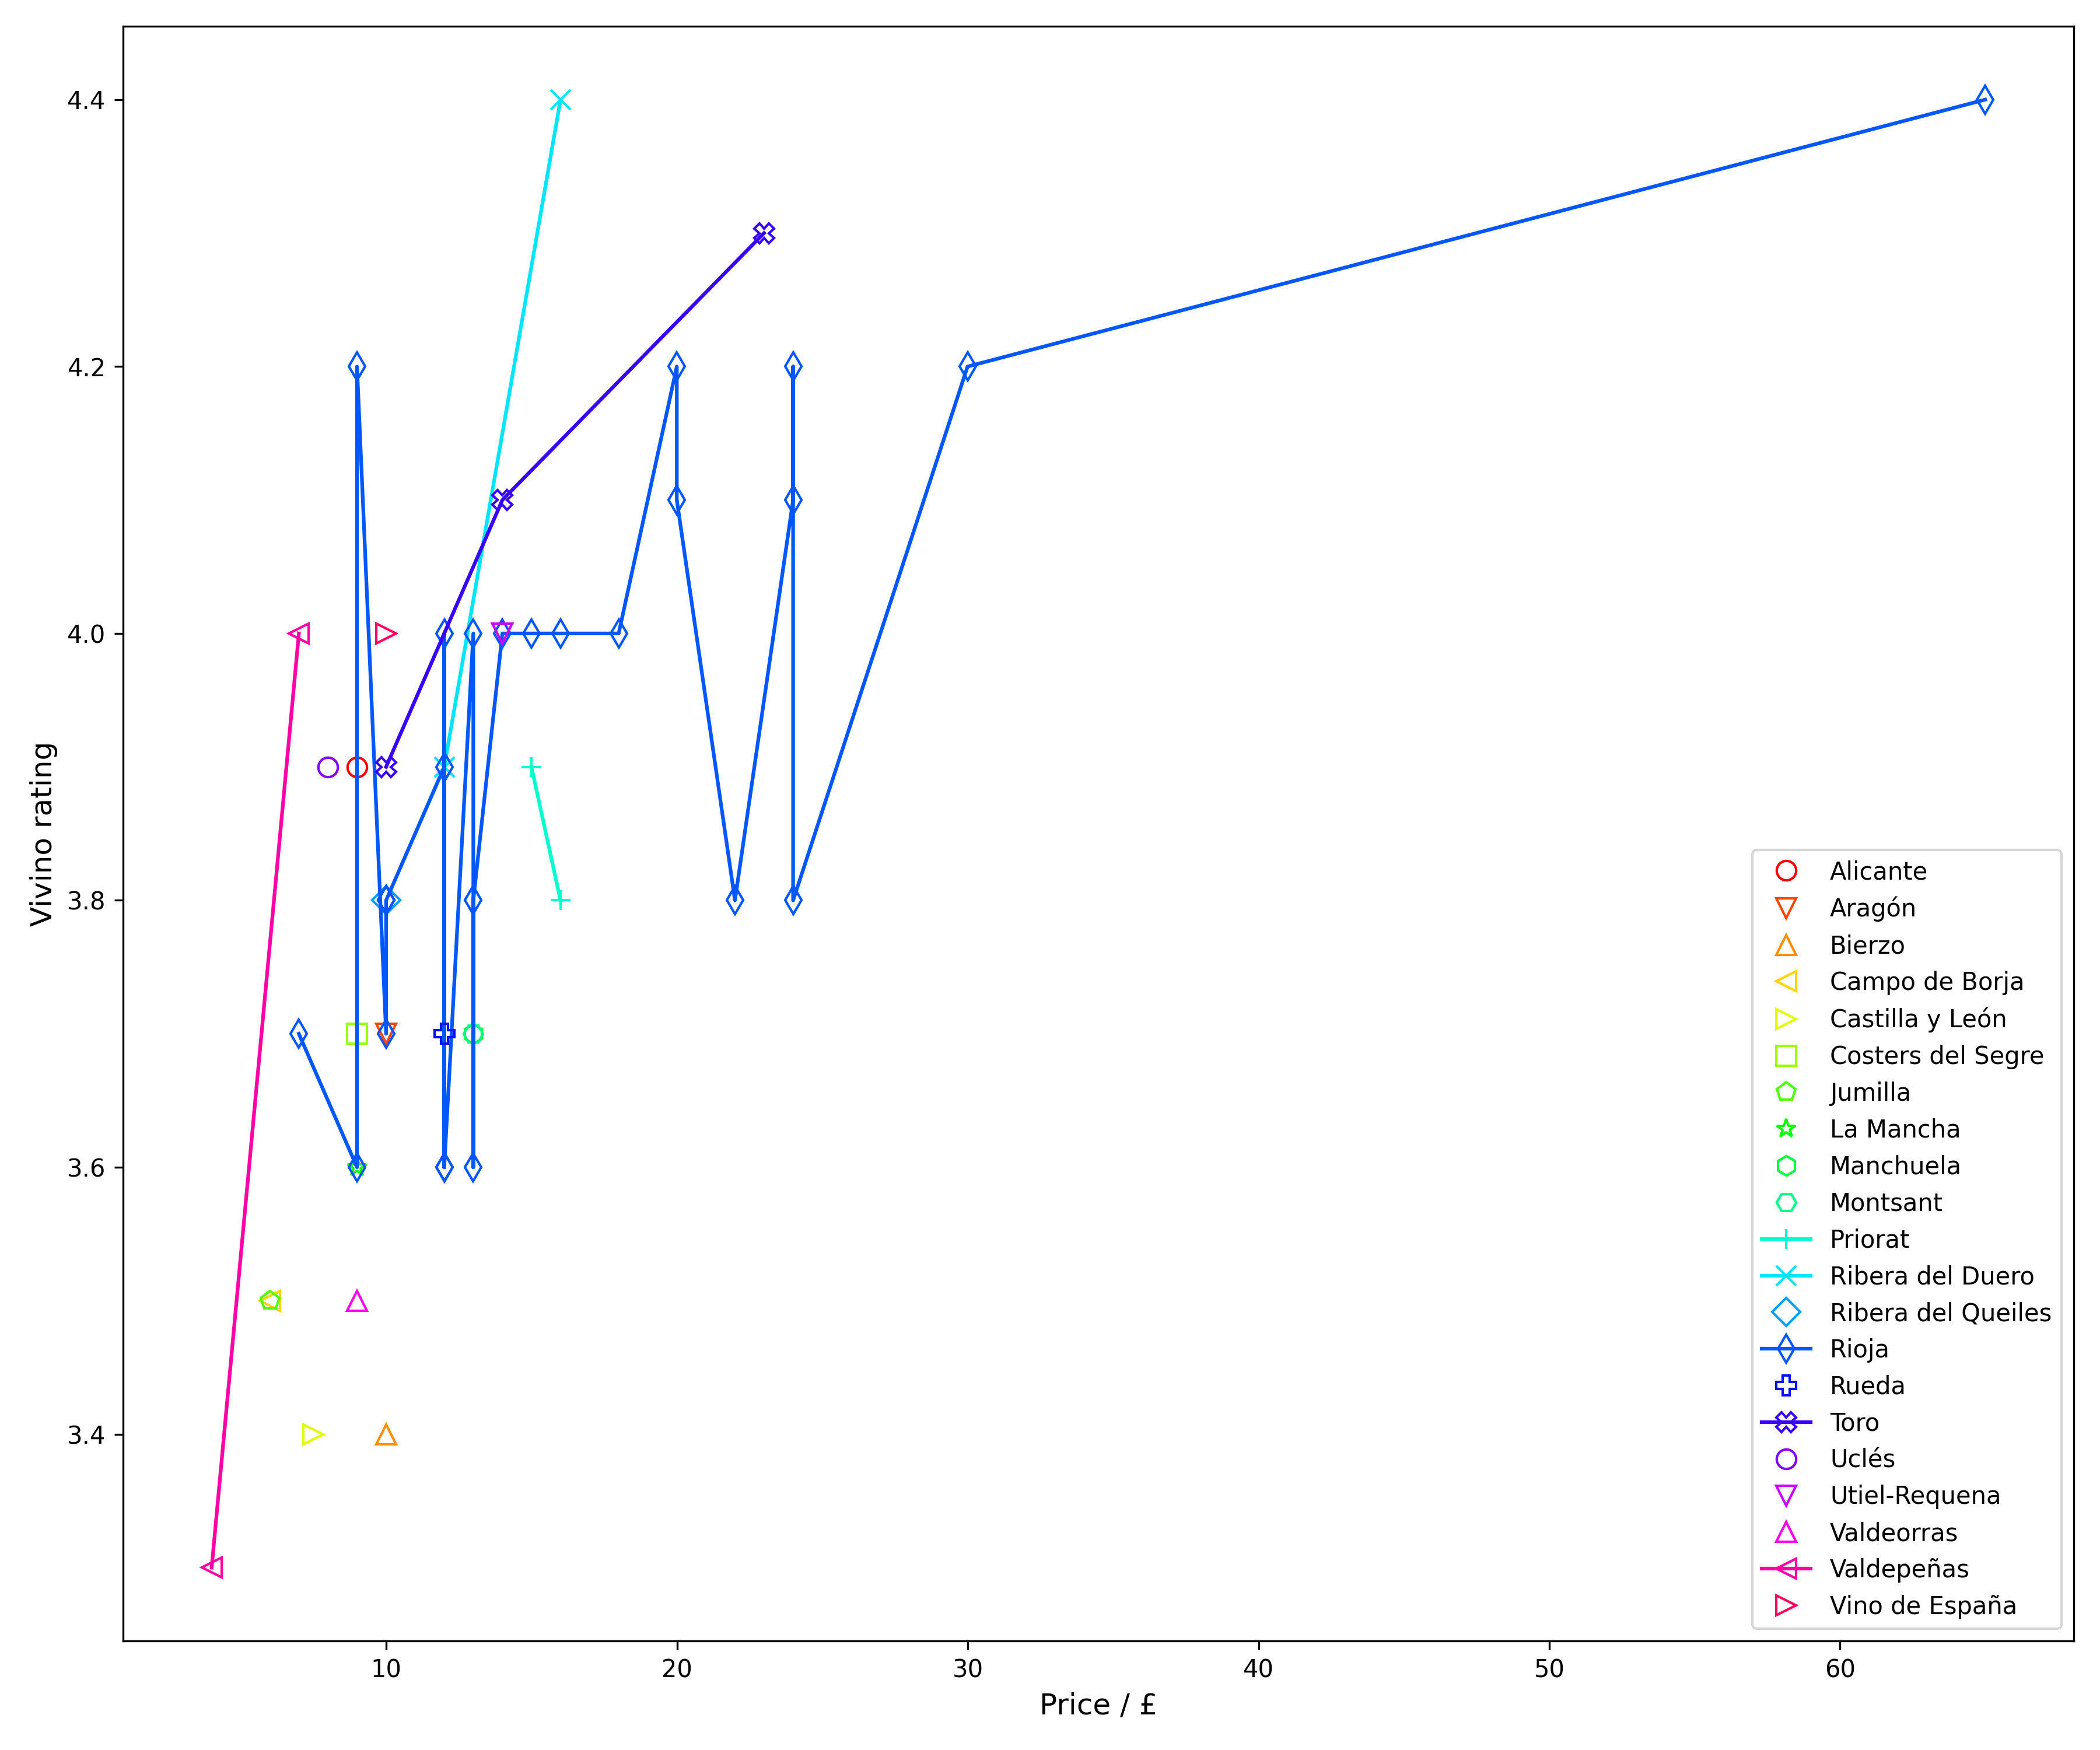 4.4
4.2
4.0
3.8
3.6
3.4
Vivino rating
10 20 30 40 50 60
Price / £
Alicante
Aragón
Bierzo
Campo de Borja
Castilla y León
Costers del Segre
Jumilla
La Mancha
Manchuela
Montsant
Priorat
Ribera del Duero
Ribera del Queiles
Rioja
Rueda
Toro
Uclés
Utiel-Requena
Valdeorras
Valdepeñas
Vino de España